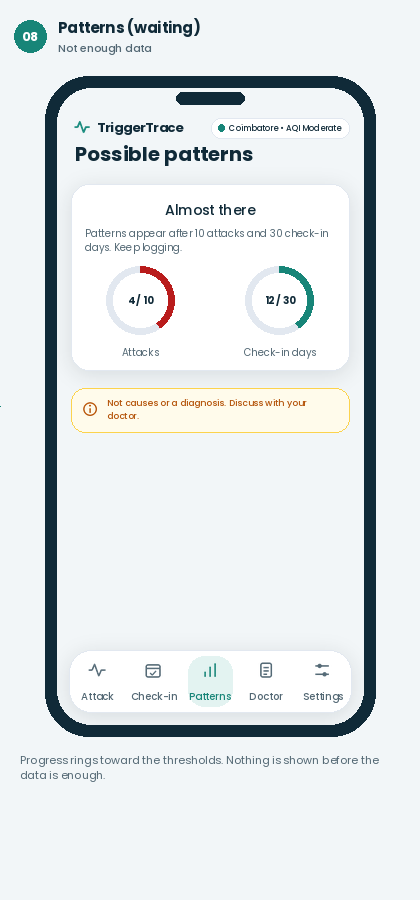 08
Patterns (waiting)
Not enough data
TriggerTrace
Coimbatore • AQI Moderate
Possible patterns
Almost there
Patterns appear after 10 attacks and 30 check-in
days. Keep logging.
4/10
12/30
Attacks
Check-in days
Not causes or a diagnosis. Discuss with your
doctor.
Attack
Check-in
Patterns
Doctor
Settings
Progress rings toward the thresholds. Nothing is shown before the
data is enough.